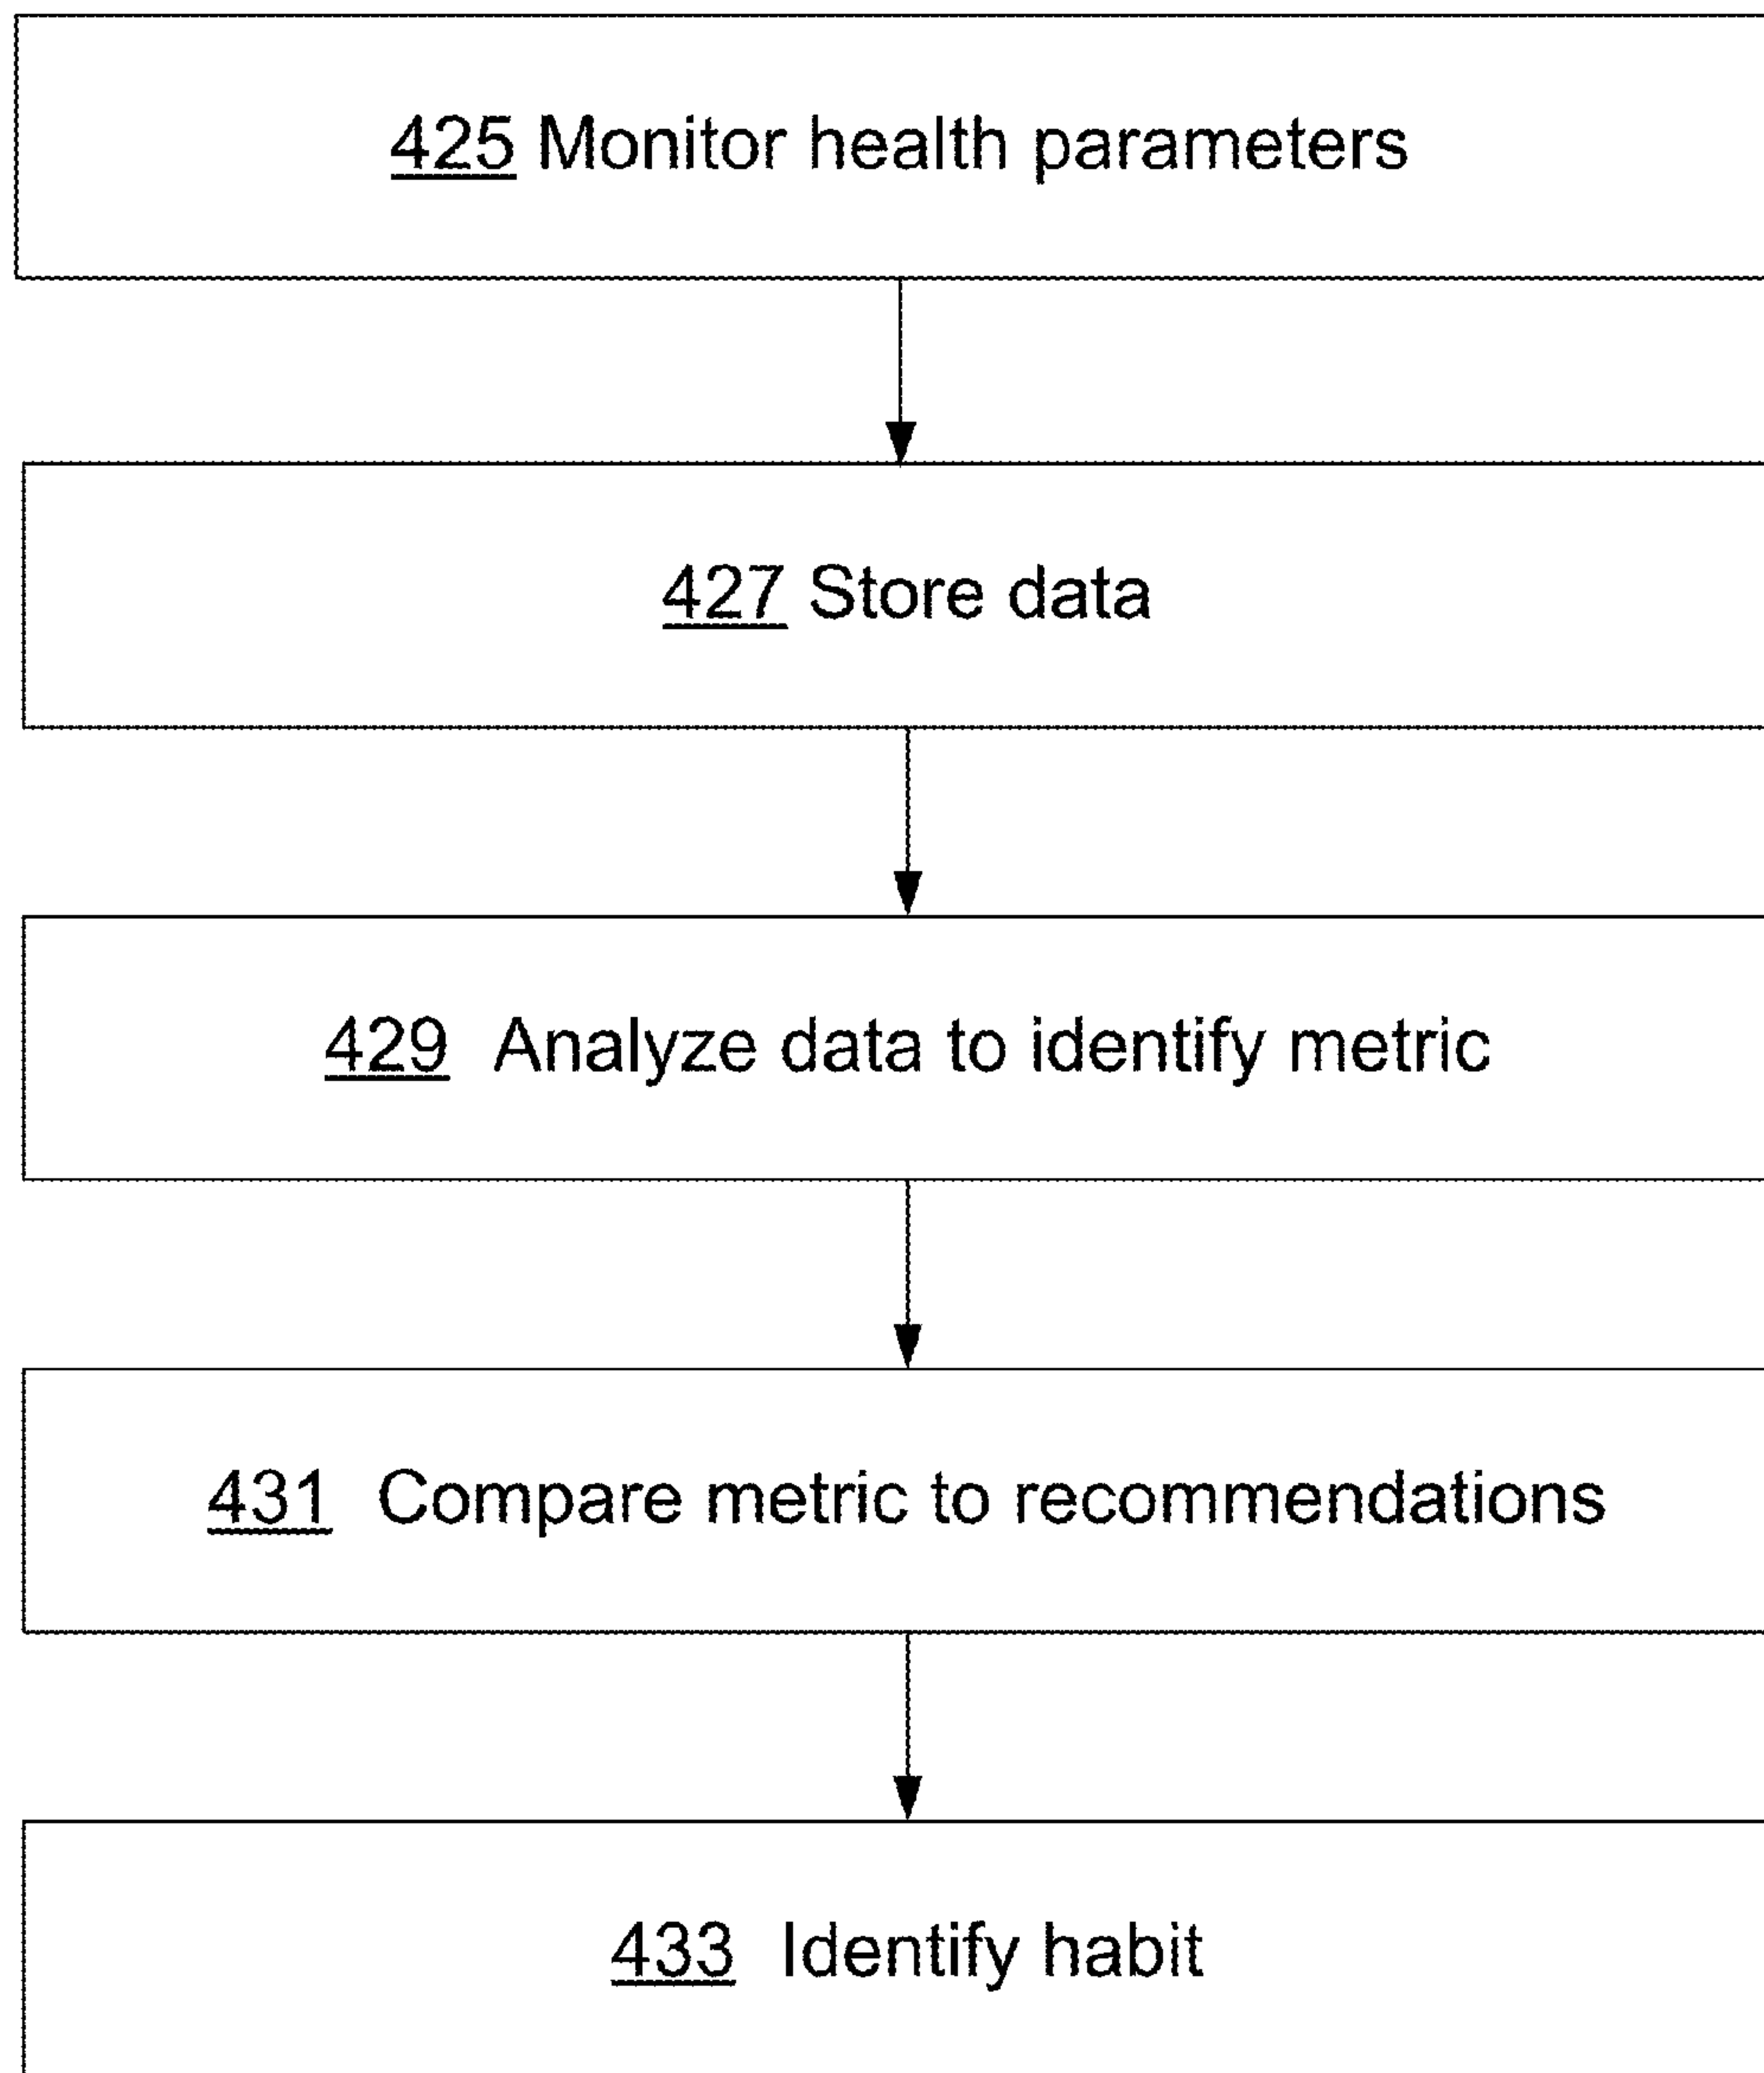 425 Monitor health parameters
427 Store data
429 Analyze data to identify metric
431 Compare metric to recommendations
433 Identify habit